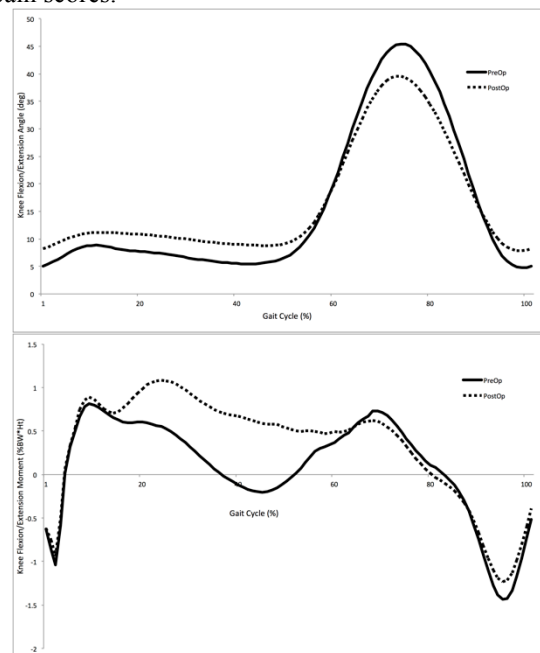 pain scores.
50
45
40
35
30
25
20
15
10
5
0
Knee Flexion/Extension Angle (deg)
PreOp
PostOp
1 20 40 60 80 100
Gait Cycle (%)
1.5
1
0.5
0
-0.5
-1
-1.5
-2
Knee Flexion/Extension Moment (%BW*Ht)
PreOp
PostOp
1 20 40 60 80 100
Gait Cycle (%)